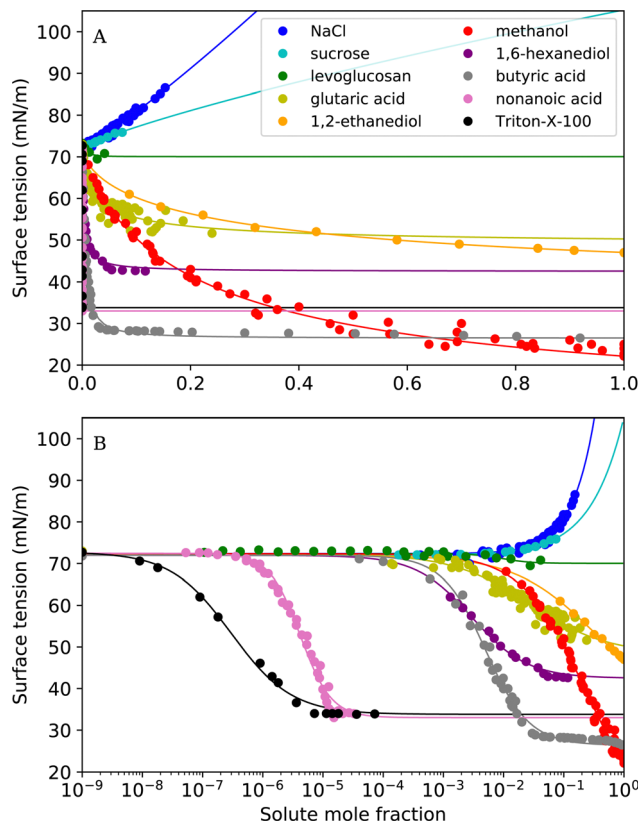 A
NaCl
sucrose
levoglucosan
glutaric acid
1,2-ethanediol
methanol
1,6-hexanediol
butyric acid
nonanoic acid
Triton-X-100
Surface tension (mN/m)
100
90
80
70
60
50
40
30
20
0.0
0.2
0.4
0.6
0.8
1.0
B
Surface tension (mN/m)
100
90
80
70
60
50
40
30
20
10⁻⁹
10⁻⁸
10⁻⁷
10⁻⁶
10⁻⁵
10⁻⁴
10⁻³
10⁻²
10⁻¹
10⁰
Solute mole fraction